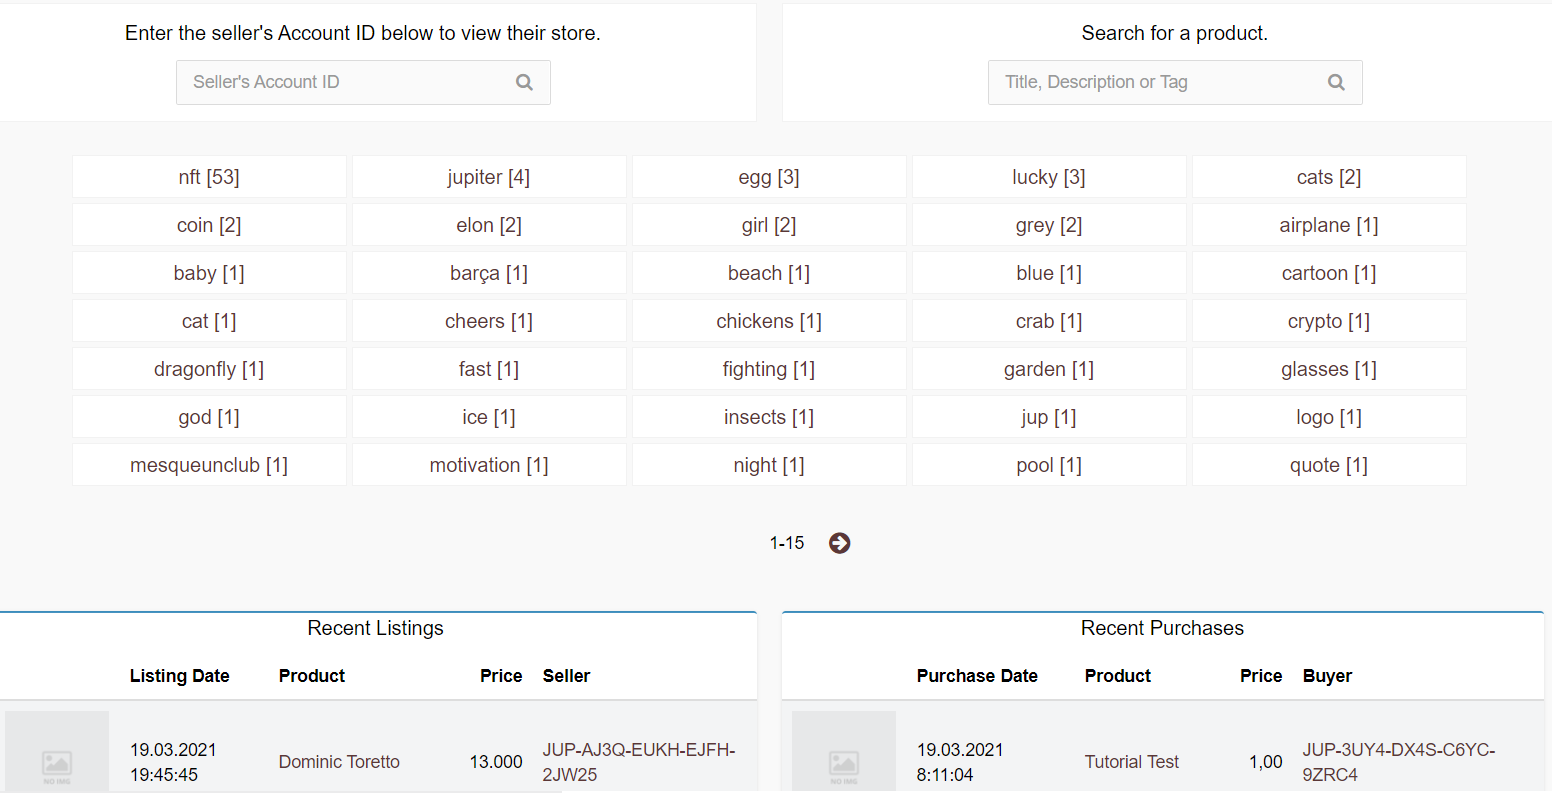 Enter the seller's Account ID below to view their store.
Seller's Account ID
Search for a product.
Title, Description or Tag
nft [53] jupiter [4] egg [3] lucky [3] cats [2]
coin [2] elon [2] girl [2] grey [2] airplane [1]
baby [1] barça [1] beach [1] blue [1] cartoon [1]
cat [1] cheers [1] chickens [1] crab [1] crypto [1]
dragonfly [1] fast [1] fighting [1] garden [1] glasses [1]
god [1] ice [1] insects [1] jup [1] logo [1]
mesqueunclub [1] motivation [1] night [1] pool [1] quote [1]
1-15
Recent Listings
Listing Date Product Price Seller
NO IMG
19.03.2021
19:45:45
Dominic Toretto
13.000
JUP-AJ3Q-EUKH-EJFH-
2JW25
Recent Purchases
Purchase Date Product Price Buyer
NO IMG
19.03.2021
8:11:04
Tutorial Test
1,00
JUP-3UY4-DX4S-C6YC-
9ZRC4